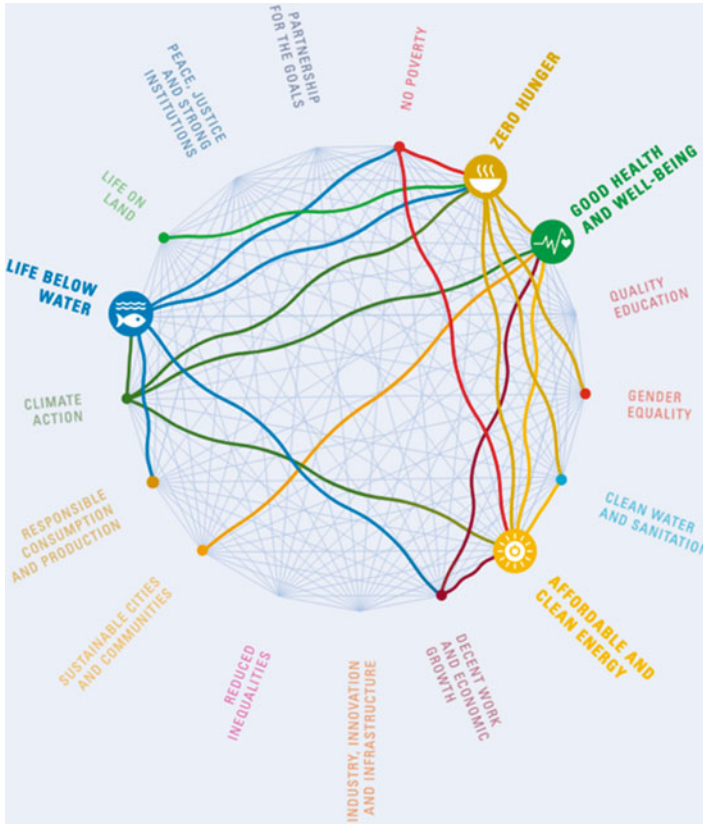 PARTNERSHIP
FOR THE GOALS
NO POVERTY
ZERO HUNGER
GOOD HEALTH
AND WELL-BEING
QUALITY
EDUCATION
GENDER
EQUALITY
CLEAN WATER
AND SANITATION
AFFORDABLE AND
CLEAN ENERGY
DECENT WORK
AND ECONOMIC
GROWTH
INDUSTRY, INNOVATION
AND INFRASTRUCTURE
REDUCED
INEQUALITIES
SUSTAINABLE CITIES
AND COMMUNITIES
RESPONSIBLE
CONSUMPTION
AND PRODUCTION
CLIMATE
ACTION
LIFE BELOW
WATER
LIFE ON
LAND
PEACE, JUSTICE
AND STRONG
INSTITUTIONS